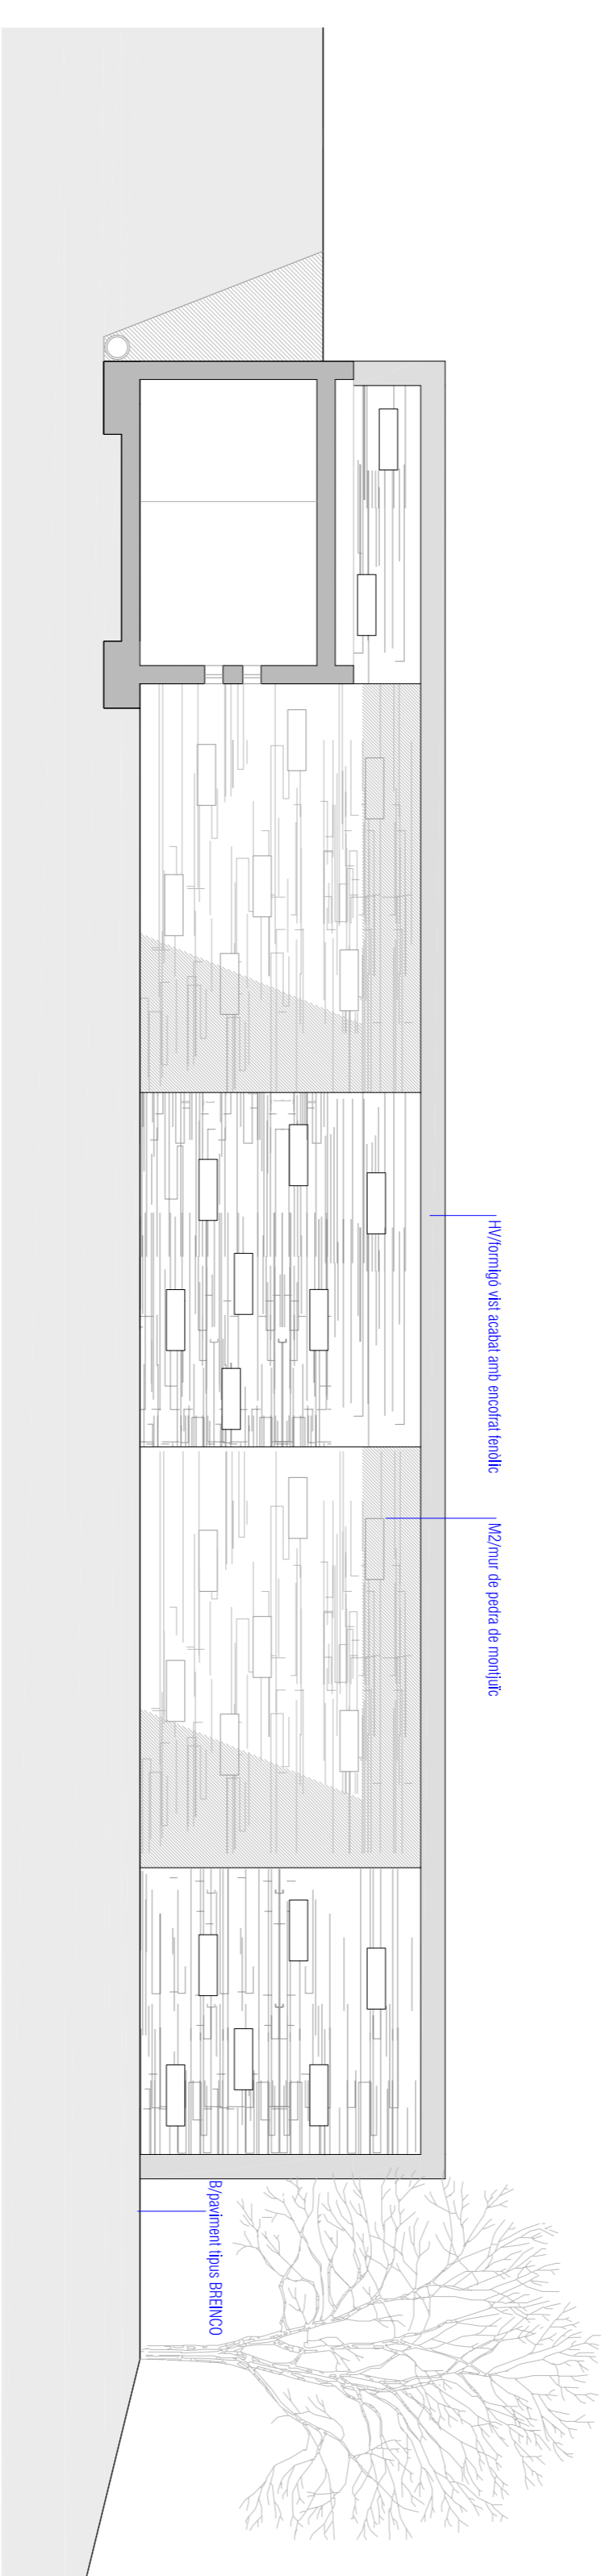 HV/formigó vist acabat amb encofrat fenòlic
M2/mur de pedra de montjuïc
B/paviment tipus BREINCO